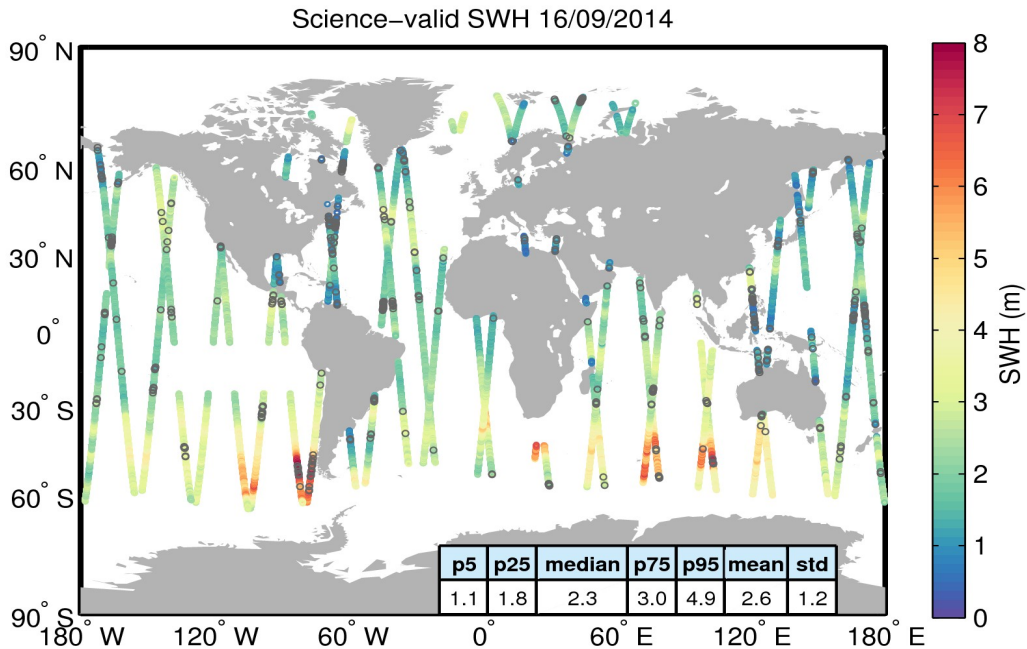 Science−valid SWH 16/09/2014
90° N
60° N
30° N
0°
30° S
60° S
90° S
180° W
120° W
60° W
0°
60° E
120° E
180° E
p5 p25 median p75 p95 mean std
1.1 1.8 2.3 3.0 4.9 2.6 1.2
8
7
6
5
4
3
2
1
0
SWH (m)